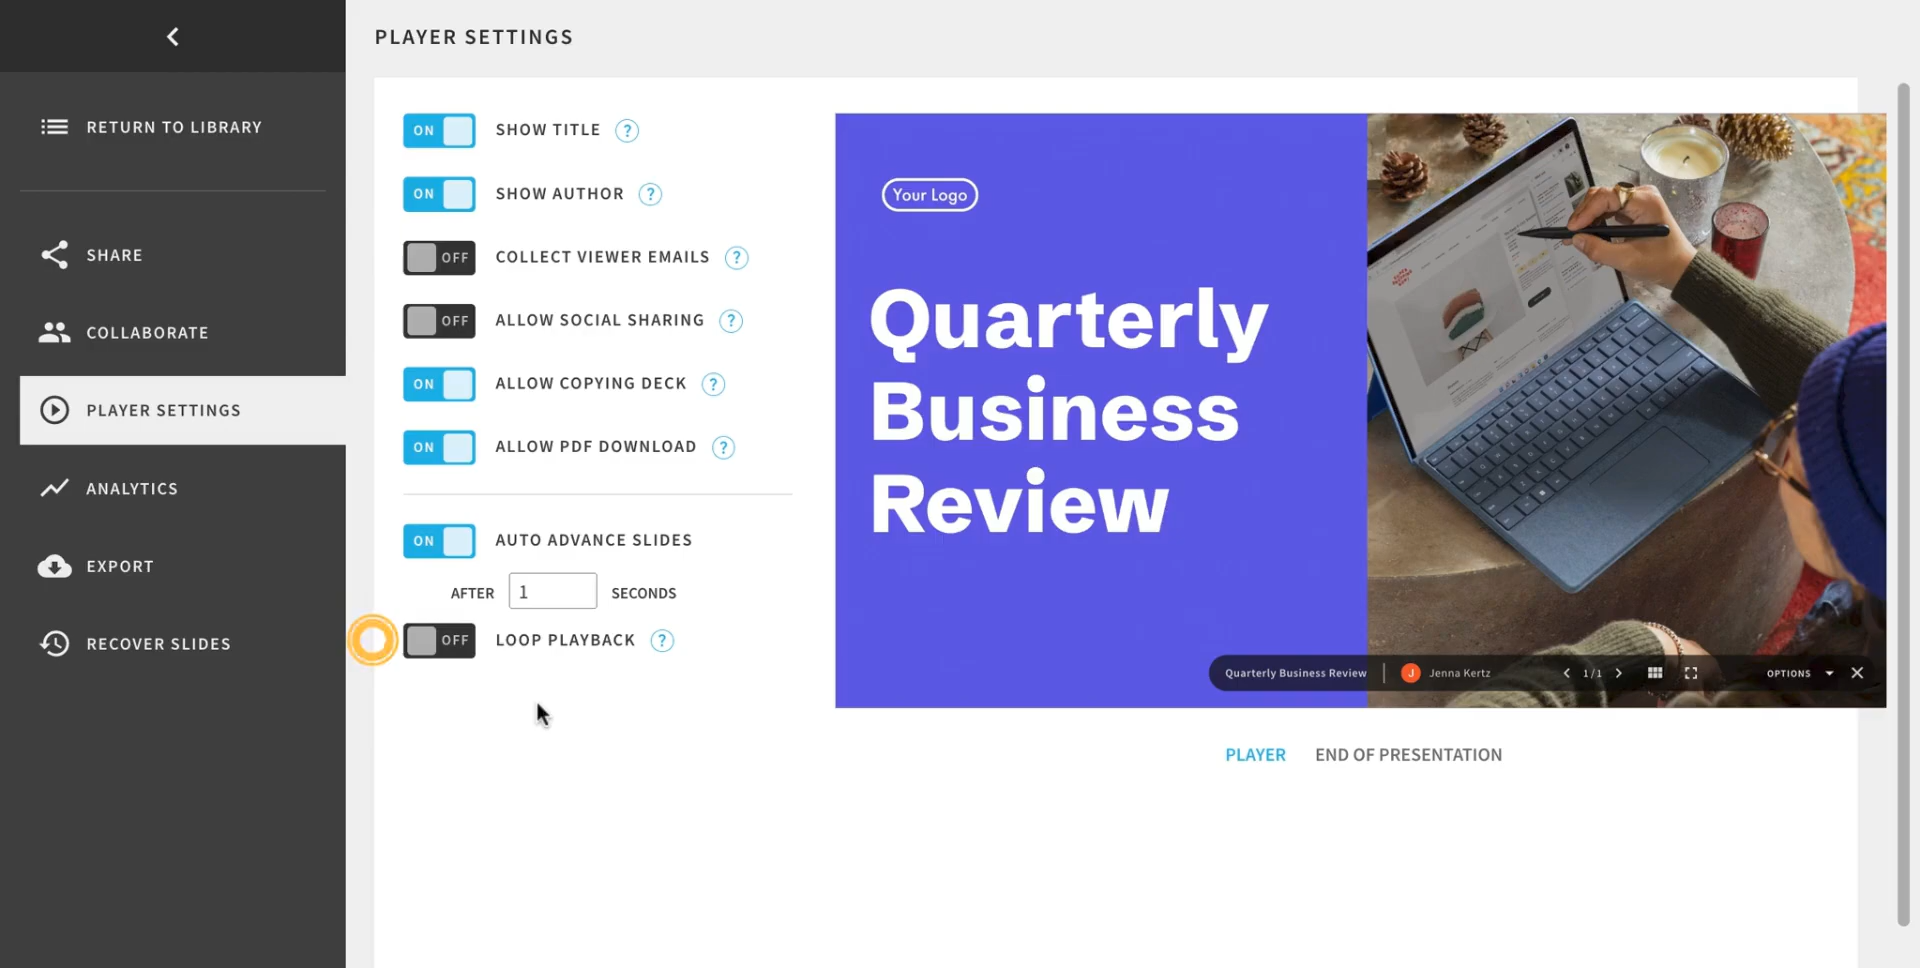 PLAYER SETTINGS
RETURN TO LIBRARY
SHARE
COLLABORATE
PLAYER SETTINGS
ANALYTICS
EXPORT
RECOVER SLIDES
ON SHOW TITLE ?
ON SHOW AUTHOR ?
OFF COLLECT VIEWER EMAILS ?
OFF ALLOW SOCIAL SHARING ?
ON ALLOW COPYING DECK ?
ON ALLOW PDF DOWNLOAD ?
ON AUTO ADVANCE SLIDES
AFTER 1 SECONDS
OFF LOOP PLAYBACK ?
Your Logo
Quarterly
Business
Review
Quarterly Business Review J Jenna Kertz 1/1 OPTIONS
PLAYER END OF PRESENTATION